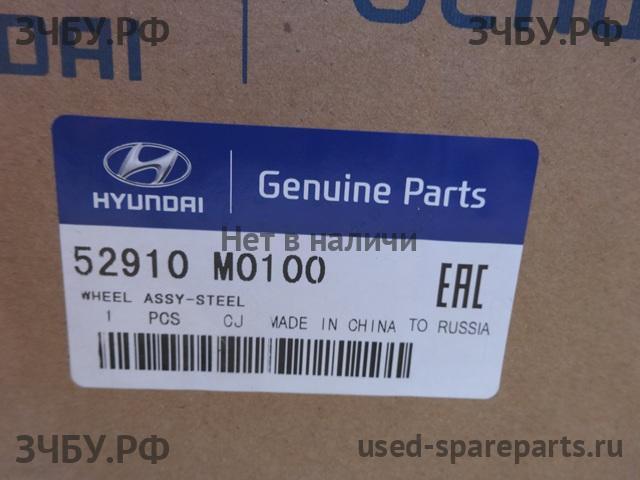 ЗЧБУ.РФ
ЗЧБУ.РФ
HYUNDAI
Genuine Parts
Нет в наличии
52910 M0100
EAC
WHEEL ASSY-STEEL
1 PCS CJ MADE IN CHINA TO RUSSIA
ЗЧБУ.РФ
used-spareparts.ru